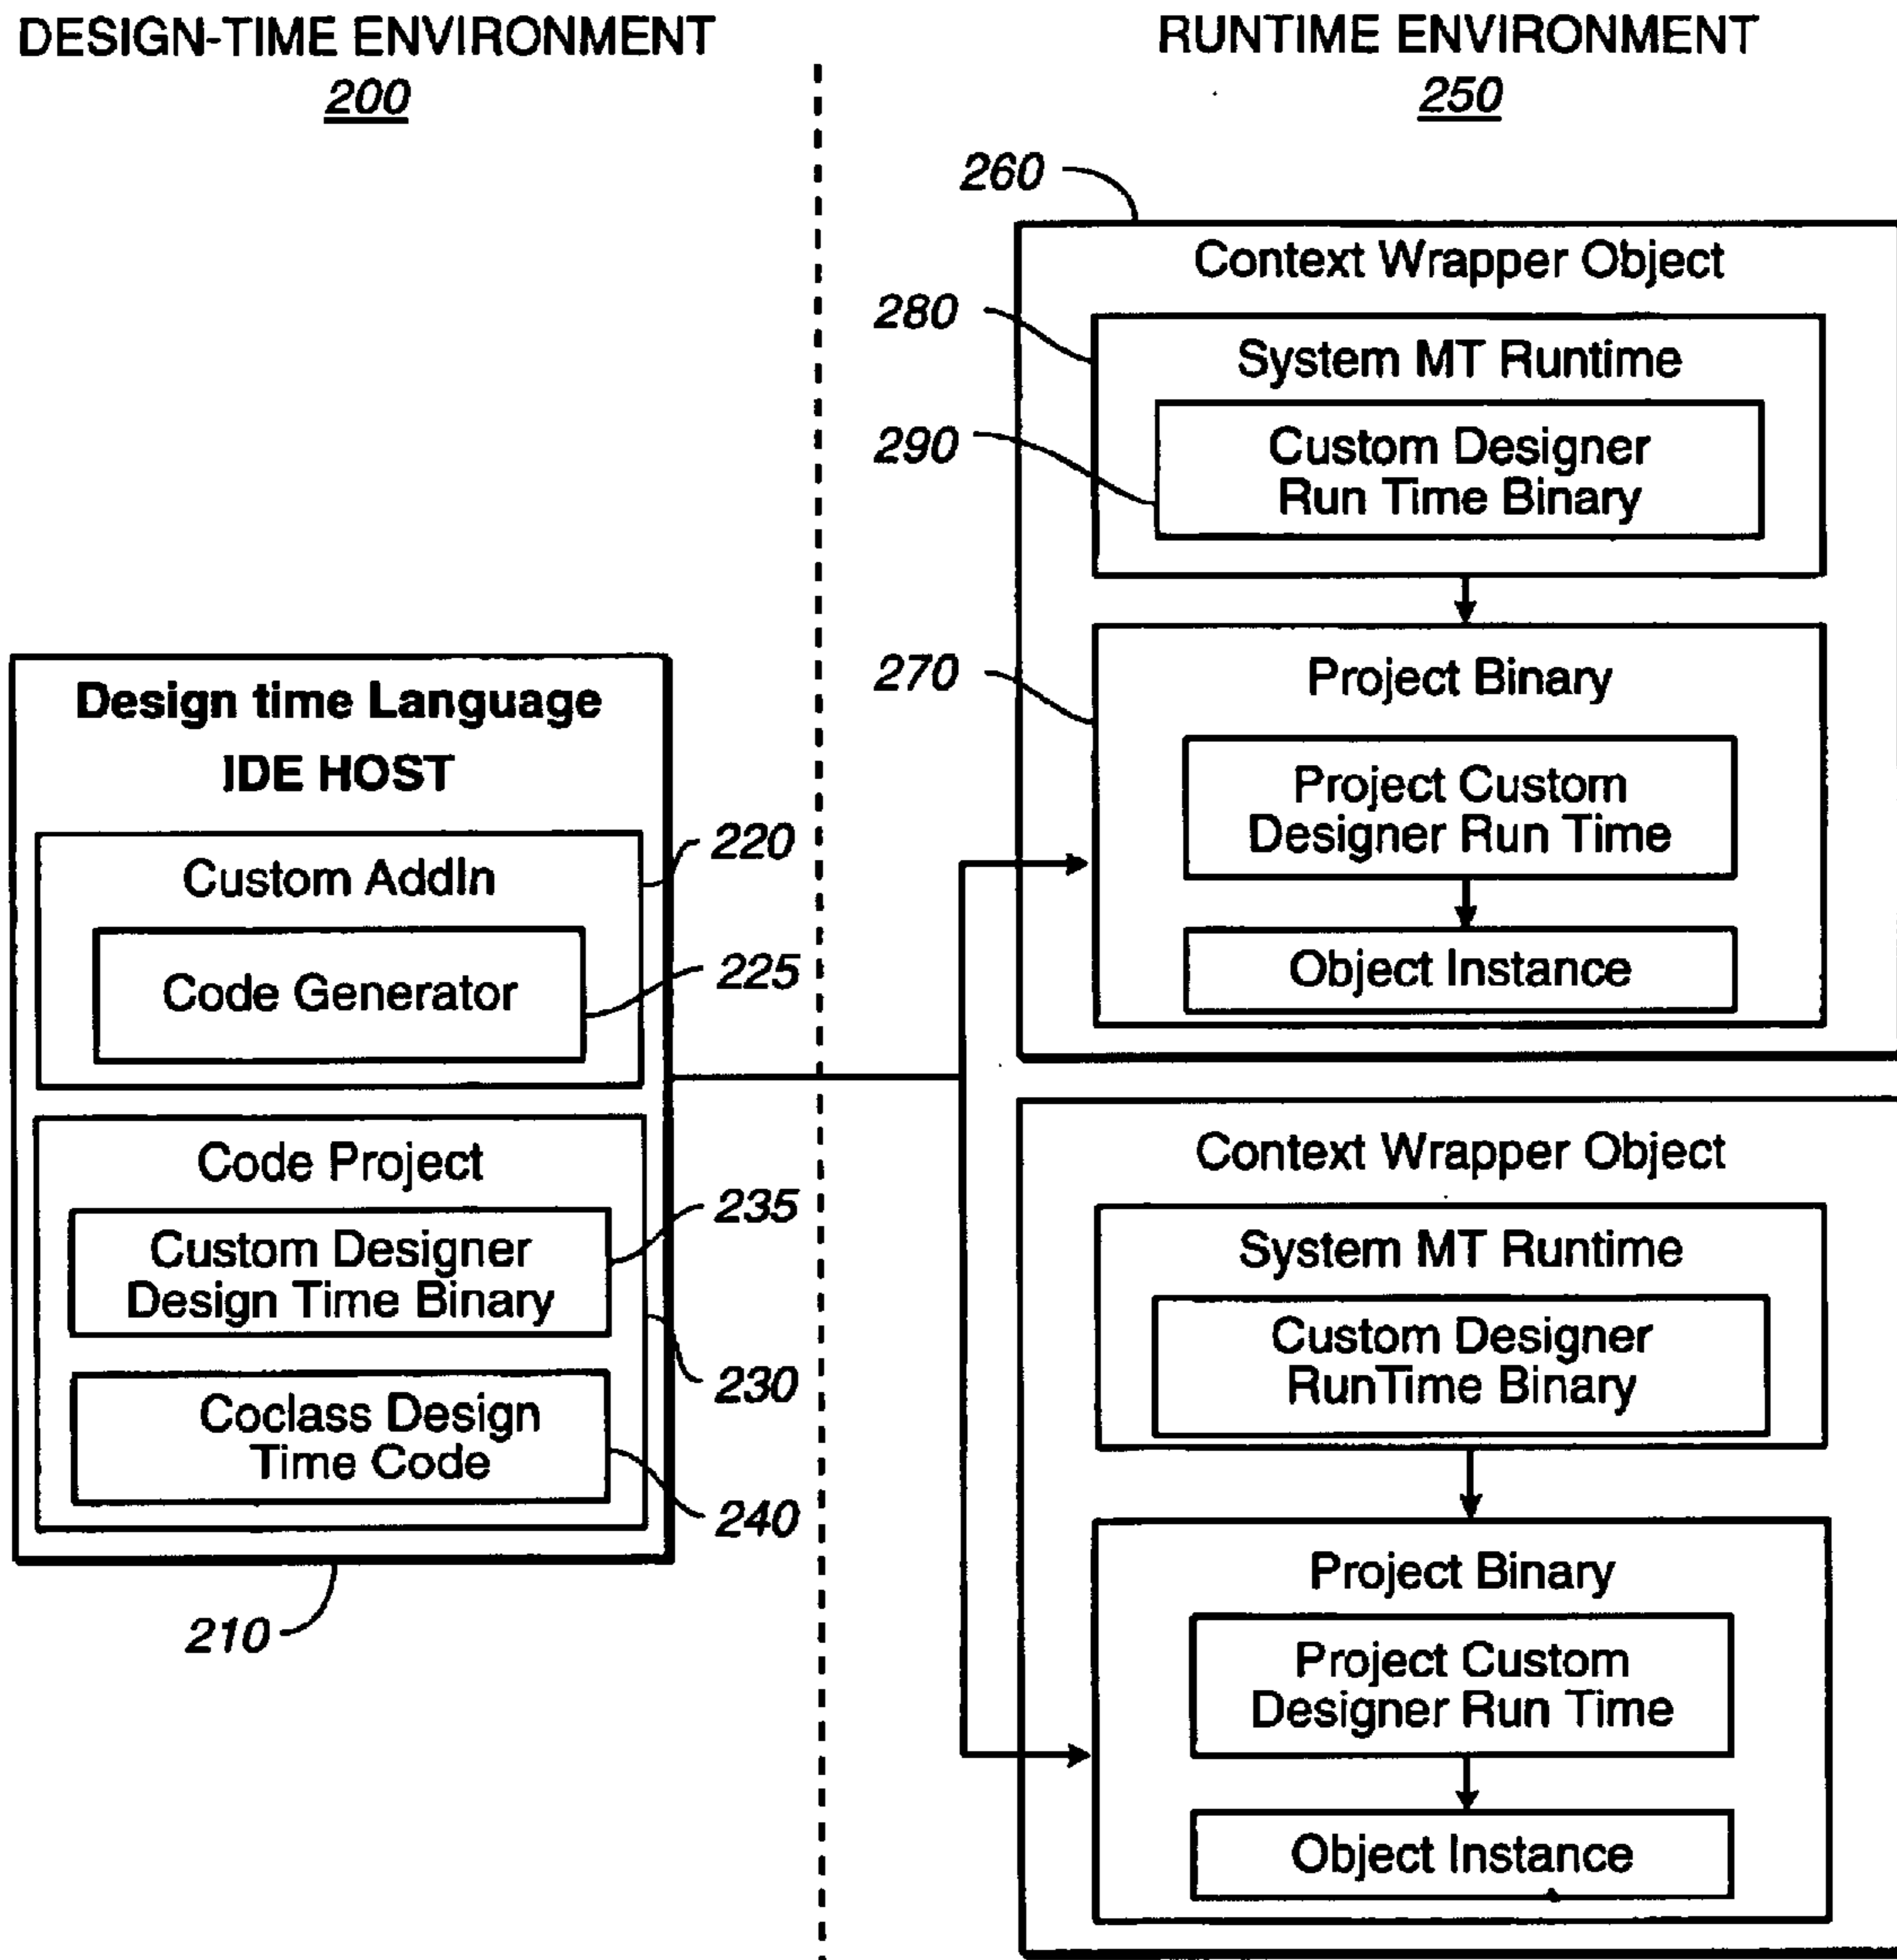 DESIGN-TIME ENVIRONMENT
200
RUNTIME ENVIRONMENT
250
260
Context Wrapper Object
280
System MT Runtime
290
Custom Designer
Run Time Binary
270
Project Binary
Project Custom
Designer Run Time
Object Instance
Design time Language
IDE HOST
220
Custom AddIn
225
Code Generator
Code Project
235
Custom Designer
Design Time Binary
230
Coclass Design
Time Code
240
210
Context Wrapper Object
System MT Runtime
Custom Designer
RunTime Binary
Project Binary
Project Custom
Designer Run Time
Object Instance